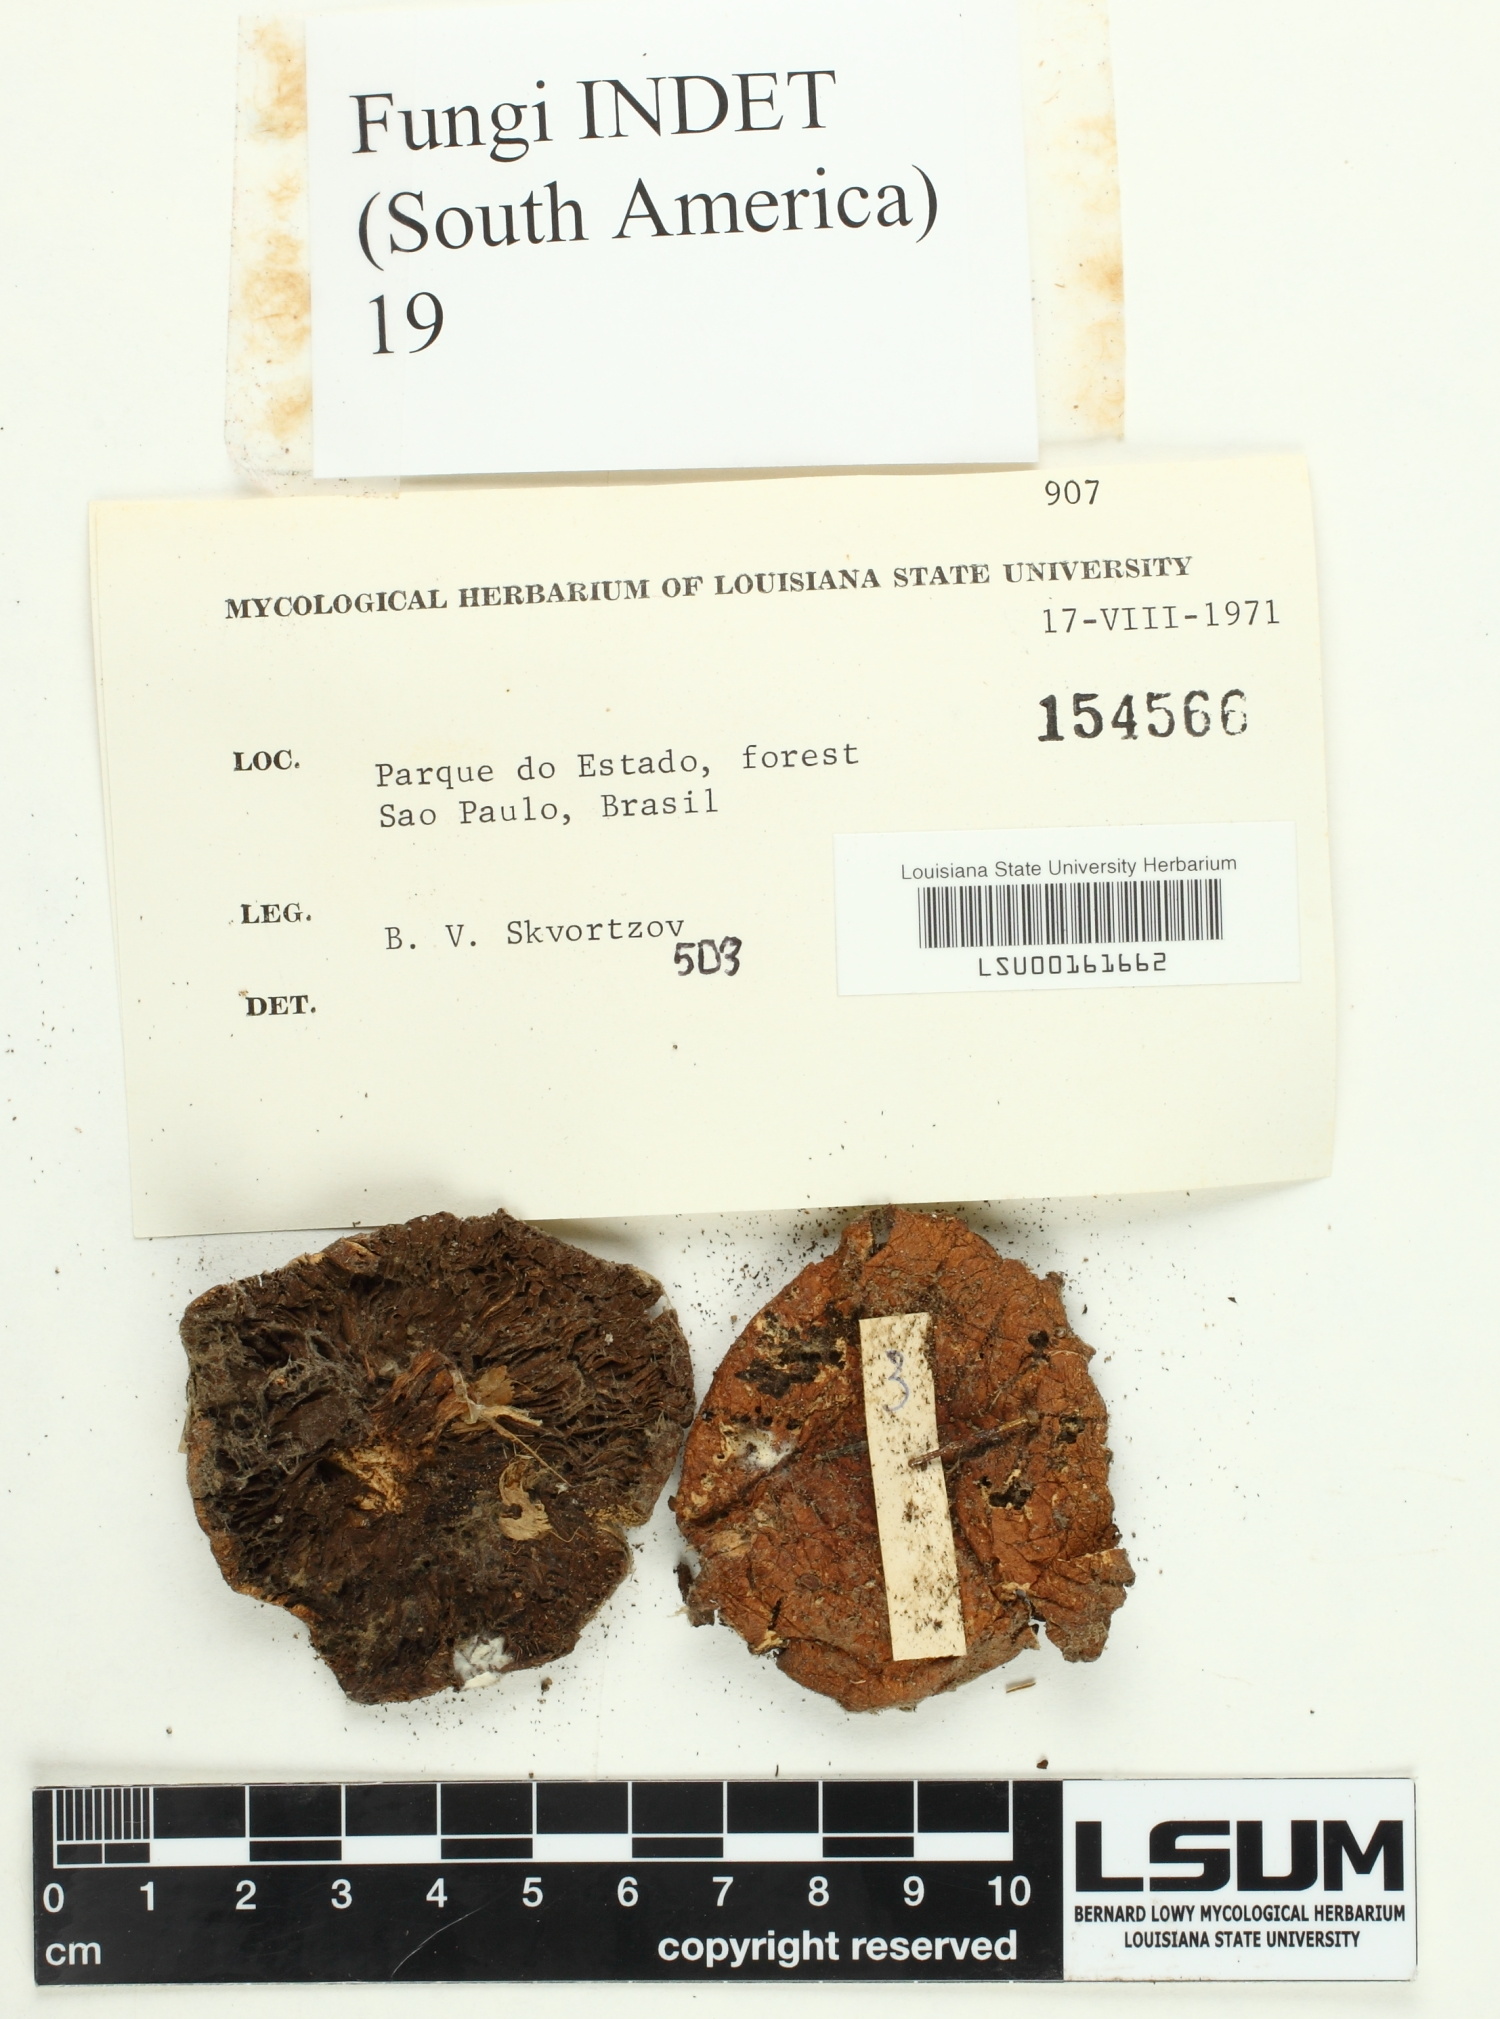 Fungi INDET
(South America)
19
907
MYCOLOGICAL HERBARIUM OF LOUISIANA STATE UNIVERSITY
17-VIII-1971
154566
LOC. Parque do Estado, forest
Sao Paulo, Brasil
Louisiana State University Herbarium
LSU00161662
LEG. B. V. Skvortzov
503
DET.
3
0 1 2 3 4 5 6 7 8 9 10
cm
copyright reserved
LSUM
BERNARD LOWY MYCOLOGICAL HERBARIUM
LOUISIANA STATE UNIVERSITY